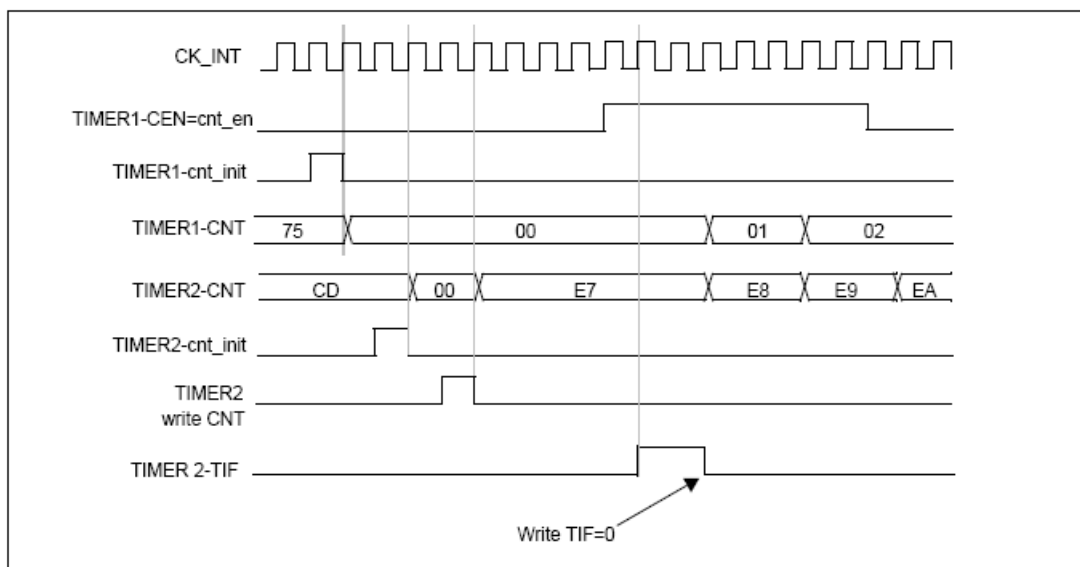 CK_INT
TIMER1-CEN=cnt_en
TIMER1-cnt_init
TIMER1-CNT 75 00 01 02
TIMER2-CNT CD 00 E7 E8 E9 EA
TIMER2-cnt_init
TIMER2
write CNT
TIMER 2-TIF
Write TIF=0